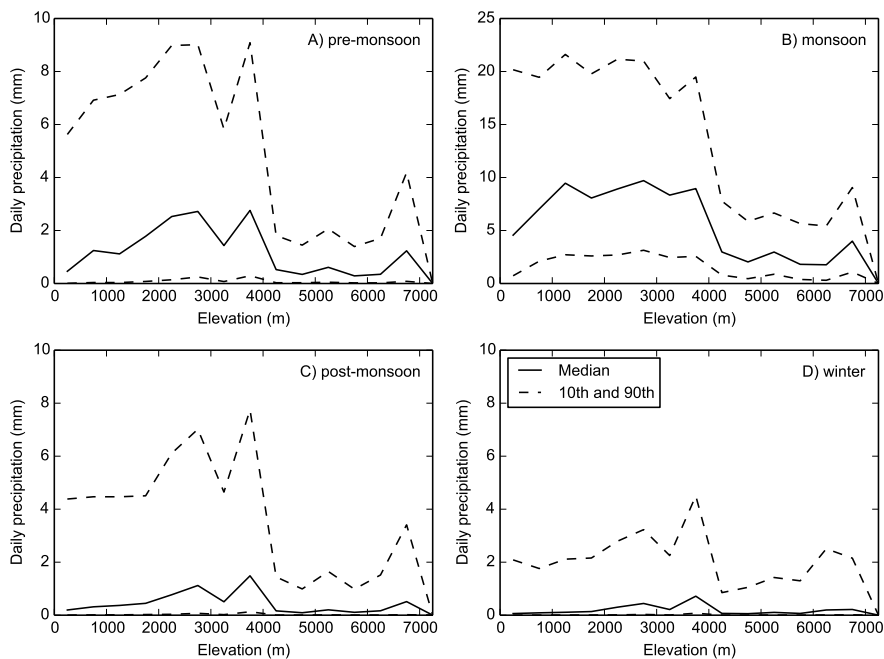 A) pre-monsoon
Daily precipitation (mm)
10
8
6
4
2
0
0 1000 2000 3000 4000 5000 6000 7000
Elevation (m)
B) monsoon
Daily precipitation (mm)
25
20
15
10
5
0
0 1000 2000 3000 4000 5000 6000 7000
Elevation (m)
C) post-monsoon
Daily precipitation (mm)
10
8
6
4
2
0
0 1000 2000 3000 4000 5000 6000 7000
Elevation (m)
D) winter
Median
10th and 90th
Daily precipitation (mm)
10
8
6
4
2
0
0 1000 2000 3000 4000 5000 6000 7000
Elevation (m)